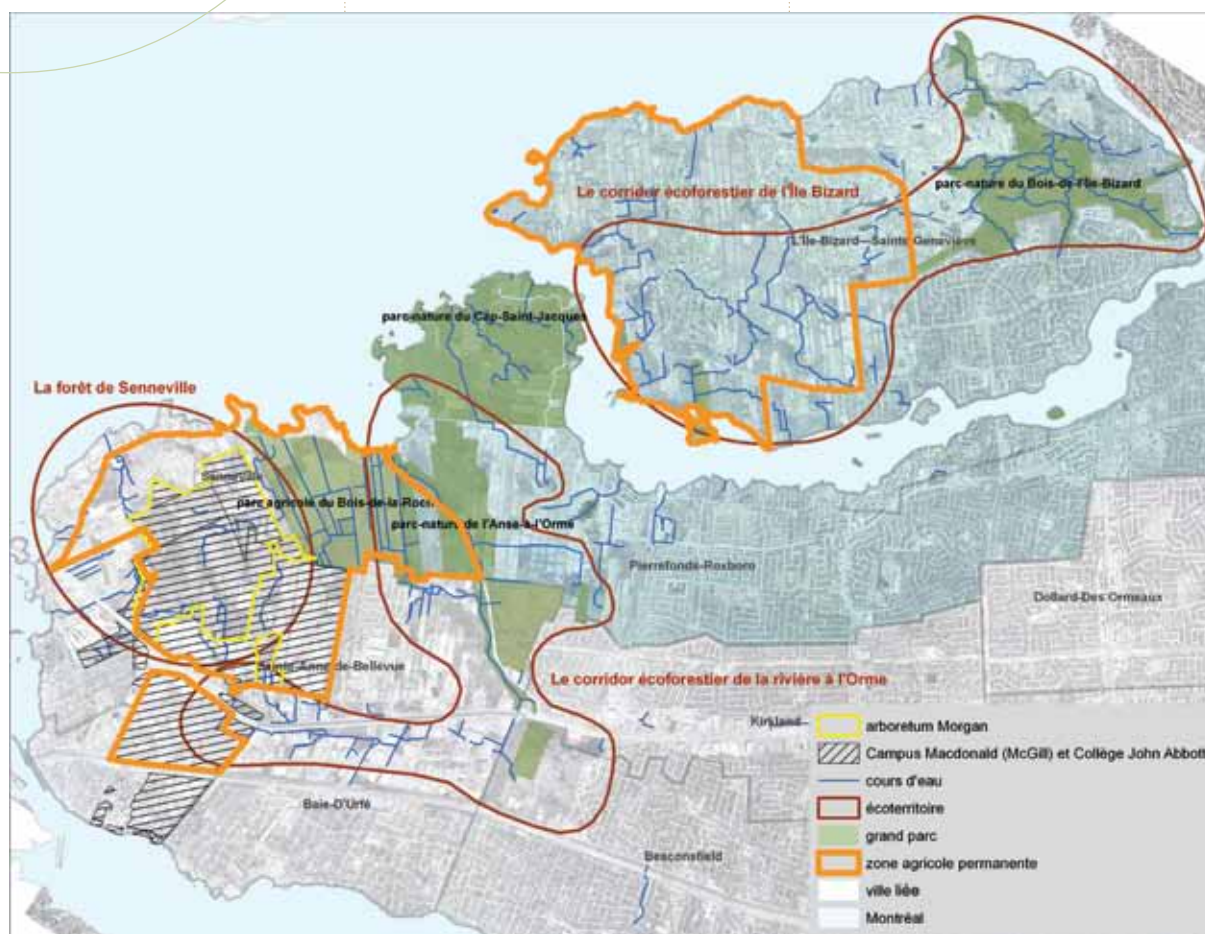 Le corridor écoforestier de l'Île Bizard
parc-nature du Bois-de-l'Île-Bizard
L'Île-Bizard—Sainte Geneviève
parc-nature du Cap-Saint-Jacques
La forêt de Senneville
Senneville
parc agricole du Bois-de-la-Roch
parc-nature de l'Anse-à-l'Orme
Pierrefonds-Roxboro
Dollard-Des Ormeaux
Sainte-Anne-de-Bellevue
Le corridor écoforestier de la rivière à l'Orme
Kirkland
Baie-D'Urfé
Beaconsfield
arboretum Morgan
Campus Macdonald (McGill) et Collège John Abbott
cours d'eau
écoterritoire
grand parc
zone agricole permanente
ville liée
Montréal